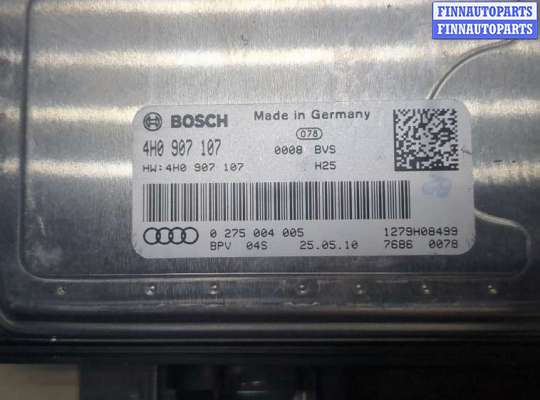 FINNAUTOPARTS
FINNAUTOPARTS
BOSCH
Made in Germany
078
4H0 907 107
0008 BVS
HW:4H0 907 107
H25
0 275 004 005
1279H08499
BPV 04S
25.05.10
7686 0078